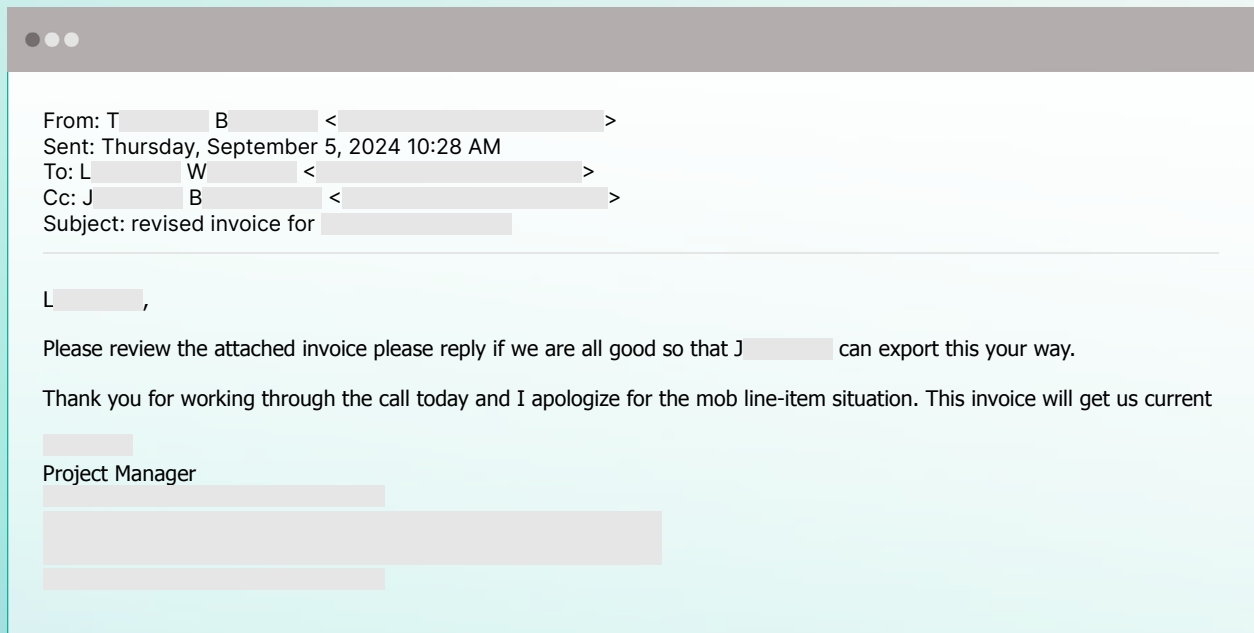 From: T B < >
Sent: Thursday, September 5, 2024 10:28 AM
To: L W < >
Cc: J B < >
Subject: revised invoice for
L ,
Please review the attached invoice please reply if we are all good so that J can export this your way.
Thank you for working through the call today and I apologize for the mob line-item situation. This invoice will get us current
Project Manager